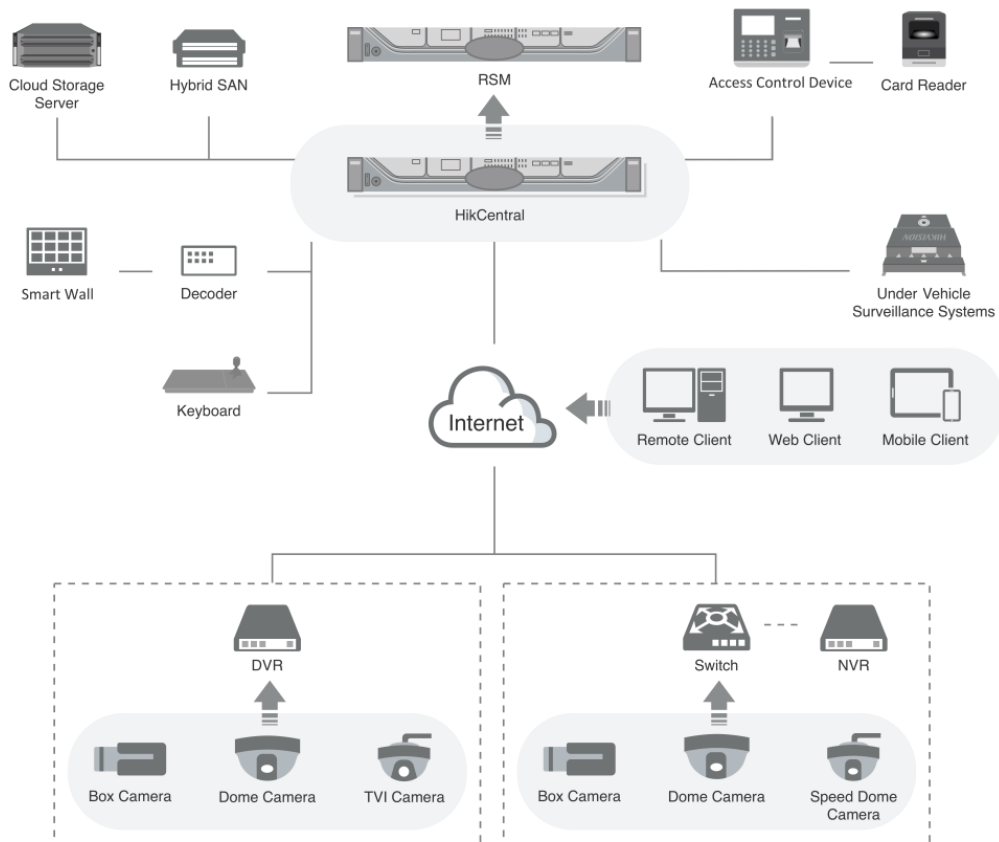 RSM
Cloud Storage
Server
Hybrid SAN
Access Control Device
Card Reader
HikCentral
Smart Wall
Decoder
HIKVISION
Under Vehicle
Surveillance Systems
Keyboard
Internet
Remote Client
Web Client
Mobile Client
DVR
Switch
NVR
Box Camera
Dome Camera
TVI Camera
Box Camera
Dome Camera
Speed Dome
Camera